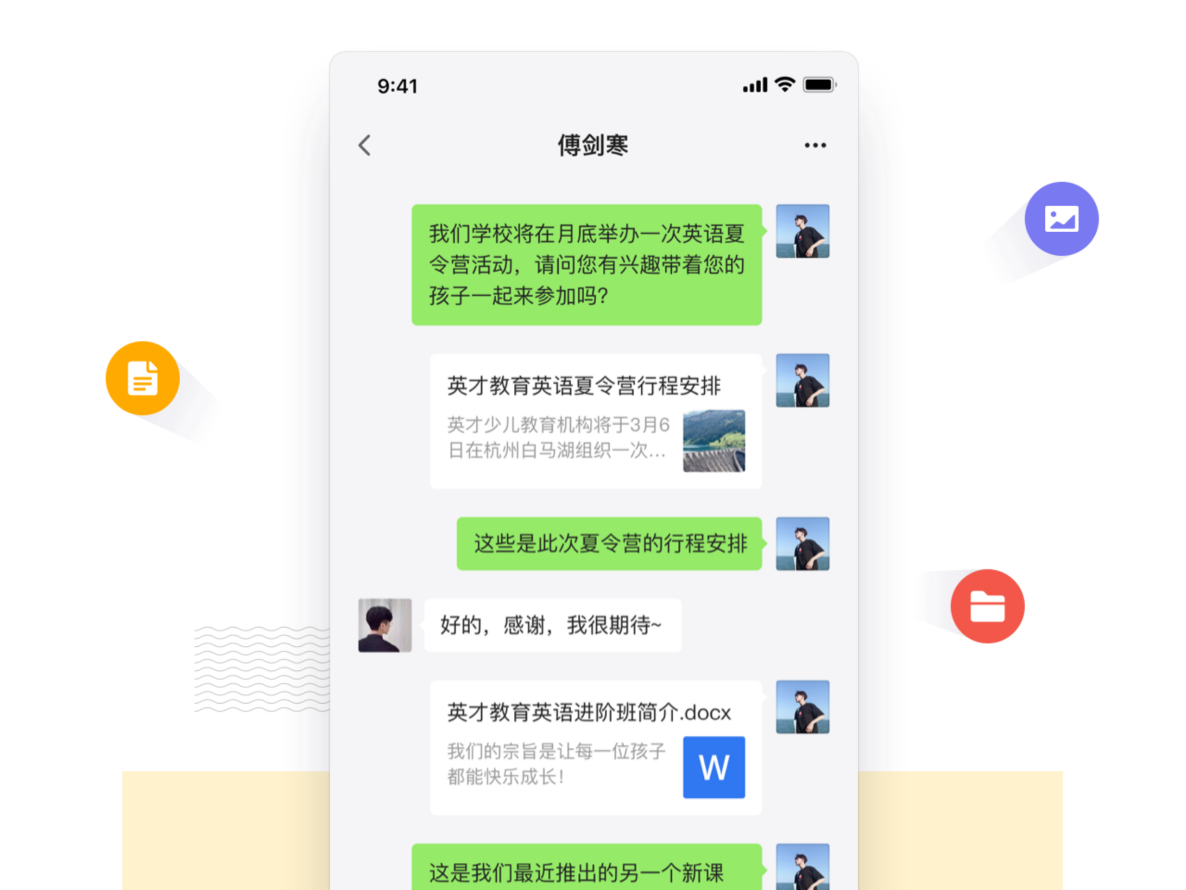 9:41
傅剑寒
我们学校将在月底举办一次英语夏
令营活动，请问您有兴趣带着您的
孩子一起来参加吗？
英才教育英语夏令营行程安排
英才少儿教育机构将于3月6
日在杭州白马湖组织一次...
这些是此次夏令营的行程安排
好的，感谢，我很期待~
英才教育英语进阶班简介.docx
我们的宗旨是让每一位孩子
都能快乐成长！
W
这是我们最近推出的另一个新课